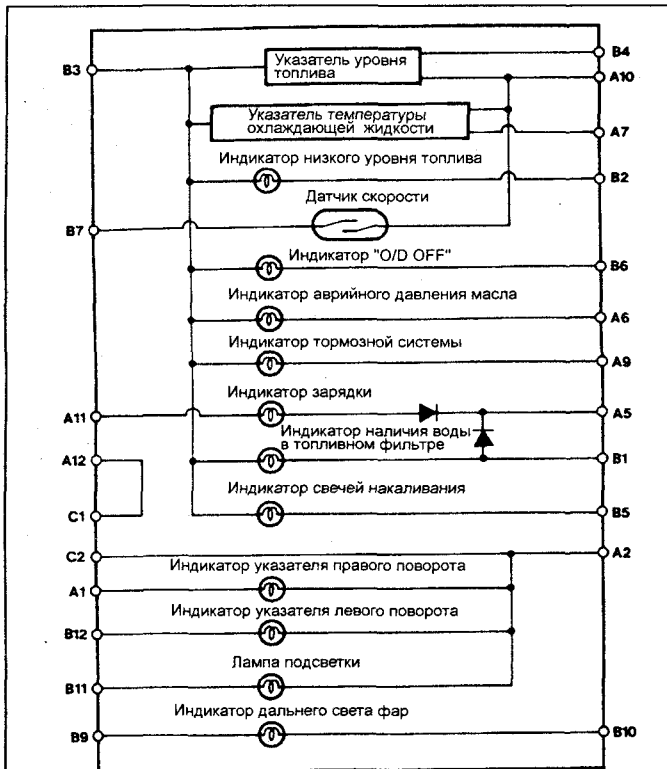 B4
Указатель уровня
топлива
B3
A10
Указатель температуры
охлаждающей жидкости
A7
Индикатор низкого уровня топлива
B2
Датчик скорости
B7
Индикатор "O/D OFF"
B6
Индикатор аврийного давления масла
A6
Индикатор тормозной системы
A9
Индикатор зарядки
A11
A5
Индикатор наличия воды
в топливном фильтре
A12
B1
Индикатор свечей накаливания
C1
B5
C2
A2
Индикатор указателя правого поворота
A1
Индикатор указателя левого поворота
B12
Лампа подсветки
B11
Индикатор дальнего света фар
B9
B10